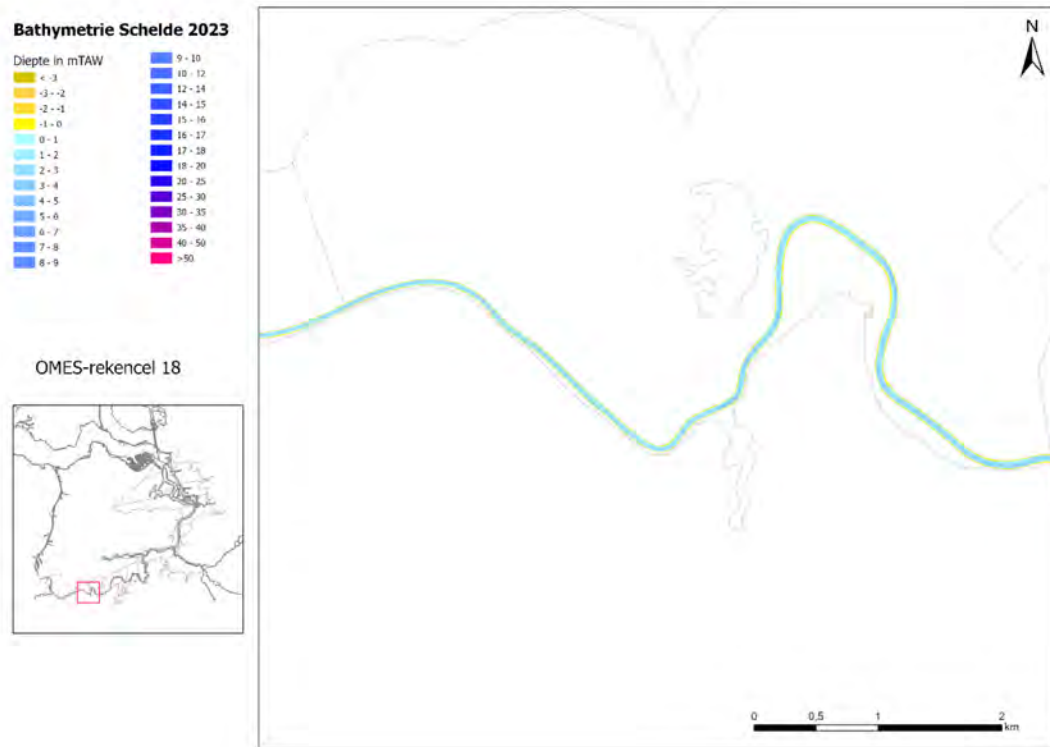 Bathymetrie Schelde 2023
Diepte in mTAW
< -3
-3 - -2
-2 - -1
-1 - 0
0 - 1
1 - 2
2 - 3
3 - 4
4 - 5
5 - 6
6 - 7
7 - 8
8 - 9
9 - 10
10 - 12
12 - 14
14 - 15
15 - 16
16 - 17
17 - 18
18 - 20
20 - 25
25 - 30
30 - 35
35 - 40
40 - 50
>50
OMES-rekencel 18
N
0 0,5 1 2
km